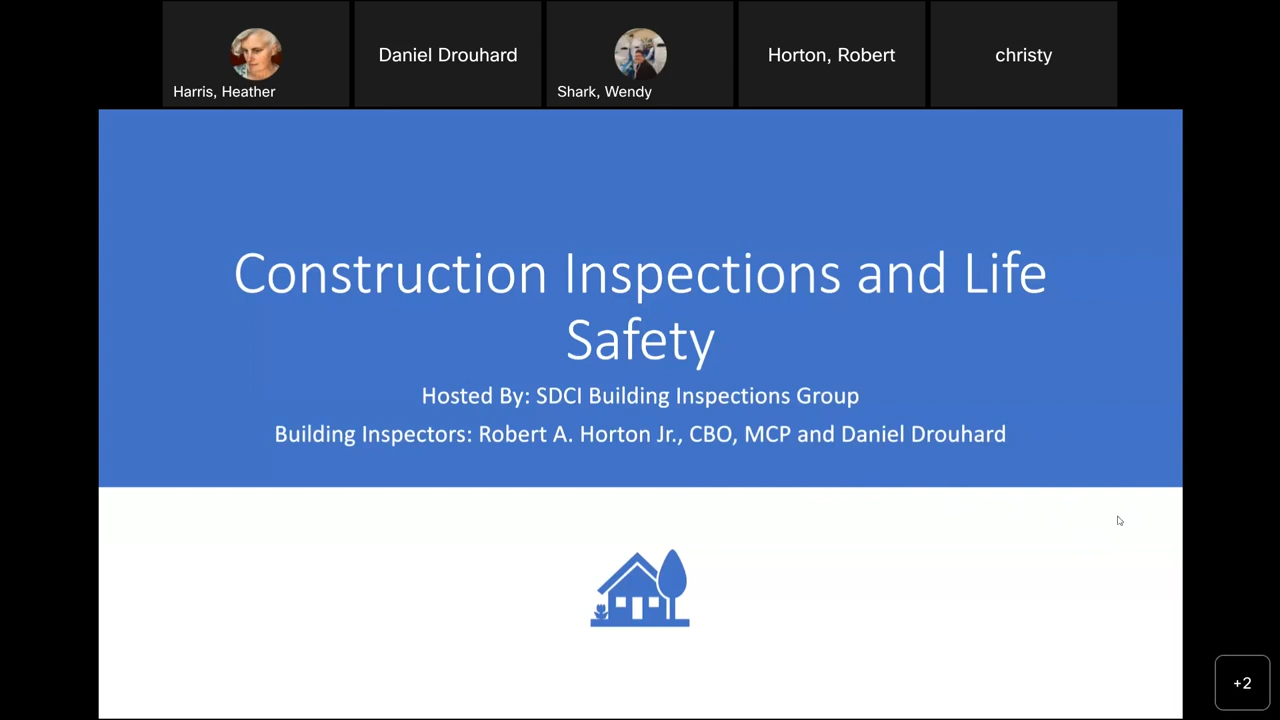 Harris, Heather
Daniel Drouhard
Shark, Wendy
Horton, Robert
christy
Construction Inspections and Life
Safety
Hosted By: SDCI Building Inspections Group
Building Inspectors: Robert A. Horton Jr., CBO, MCP and Daniel Drouhard
+2